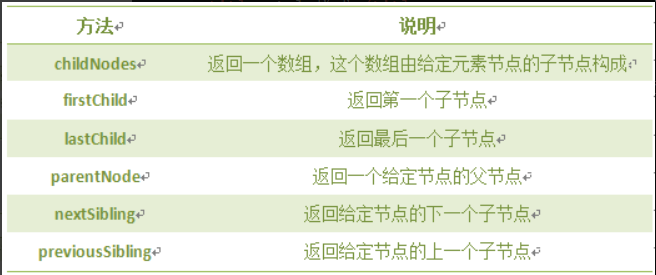 方法 说明
childNodes 返回一个数组，这个数组由给定元素节点的子节点构成
firstChild 返回第一个子节点
lastChild 返回最后一个子节点
parentNode 返回一个给定节点的父节点
nextSibling 返回给定节点的下一个子节点
previousSibling 返回给定节点的上一个子节点